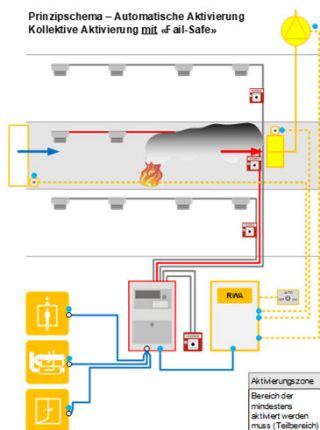 Prinzipschema – Automatische Aktivierung
Kollektive Aktivierung mit «Fail-Safe»
RWA
Aktivierungszone
Bereich der
mindestens
aktiviert werden
muss (Teilbereich)